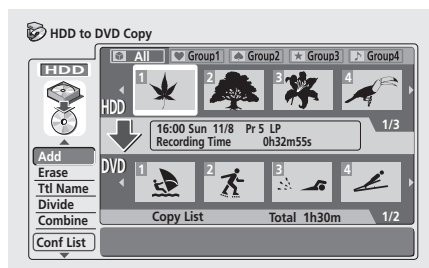 HDD to DVD Copy
HDD
All Group1 Group2 Group3 Group4
HDD
1 2 3 4
16:00 Sun 11/8 Pr 5 LP
Recording Time 0h32m55s
1/3
Add
Erase
Ttl Name
Divide
Combine
Conf List
DVD
1 2 3 4
Copy List Total 1h30m 1/2